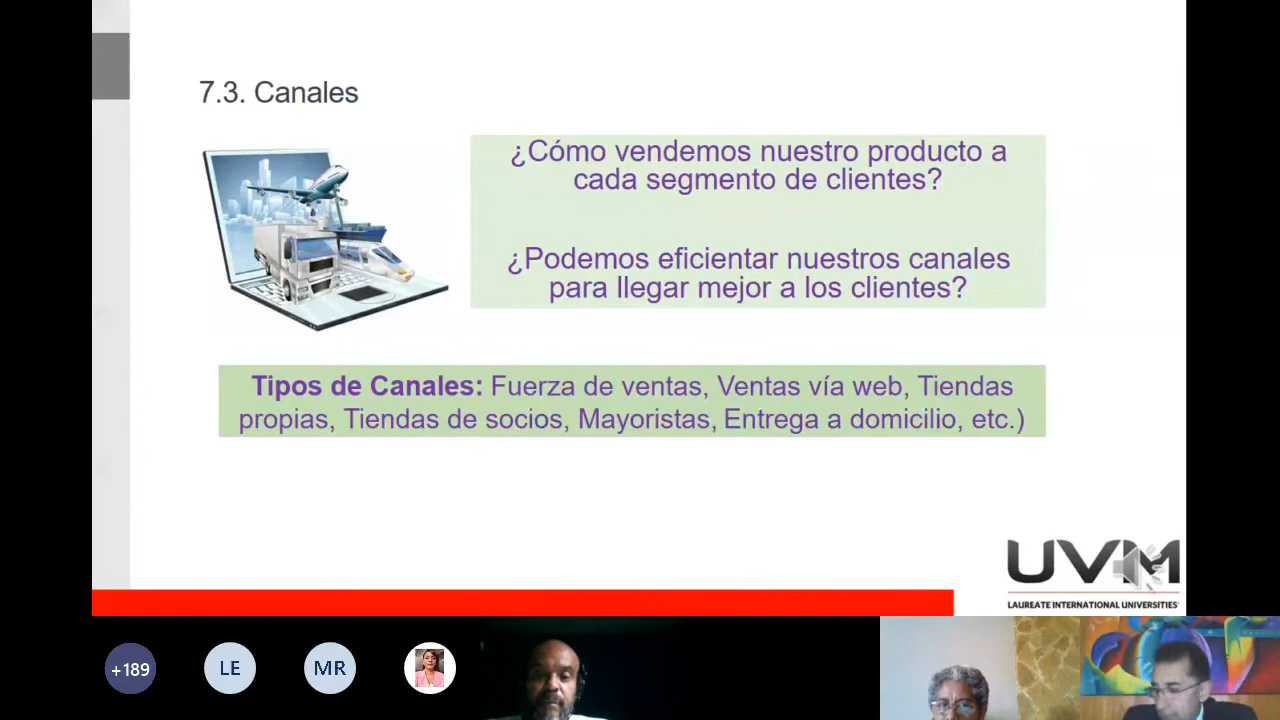 7.3. Canales
¿Cómo vendemos nuestro producto a
cada segmento de clientes?
¿Podemos eficientar nuestros canales
para llegar mejor a los clientes?
Tipos de Canales: Fuerza de ventas, Ventas vía web, Tiendas
propias, Tiendas de socios, Mayoristas, Entrega a domicilio, etc.)
UVM
LAUREATE INTERNATIONAL UNIVERSITIES
+189
LE
MR